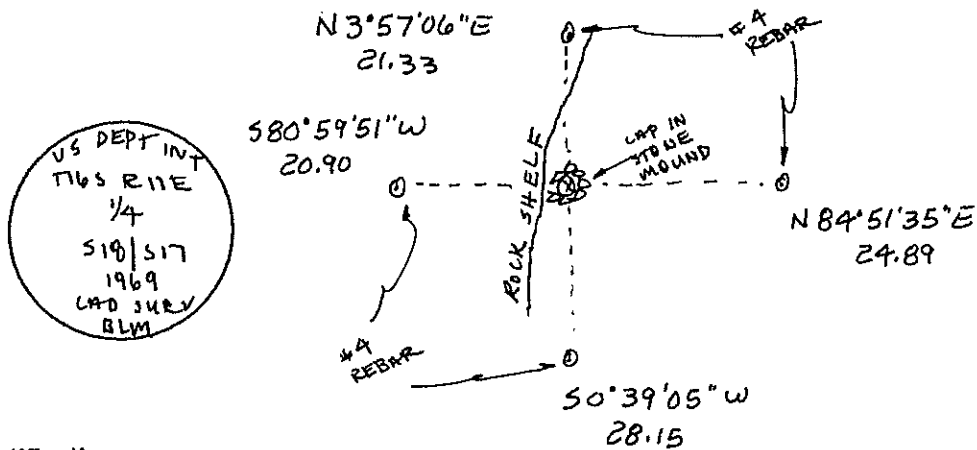 N 3°57'06"E
21.33
#4
REBAR
S80°59'51"W
20.90
CAP IN
STONE
MOUND
ROCK SHELF
US DEPT INT
T16S R11E
1/4
S18|S17
1969
CAD SURV
BLM
N 84°51'35"E
24.89
#4
REBAR
S0°39'05"W
28.15